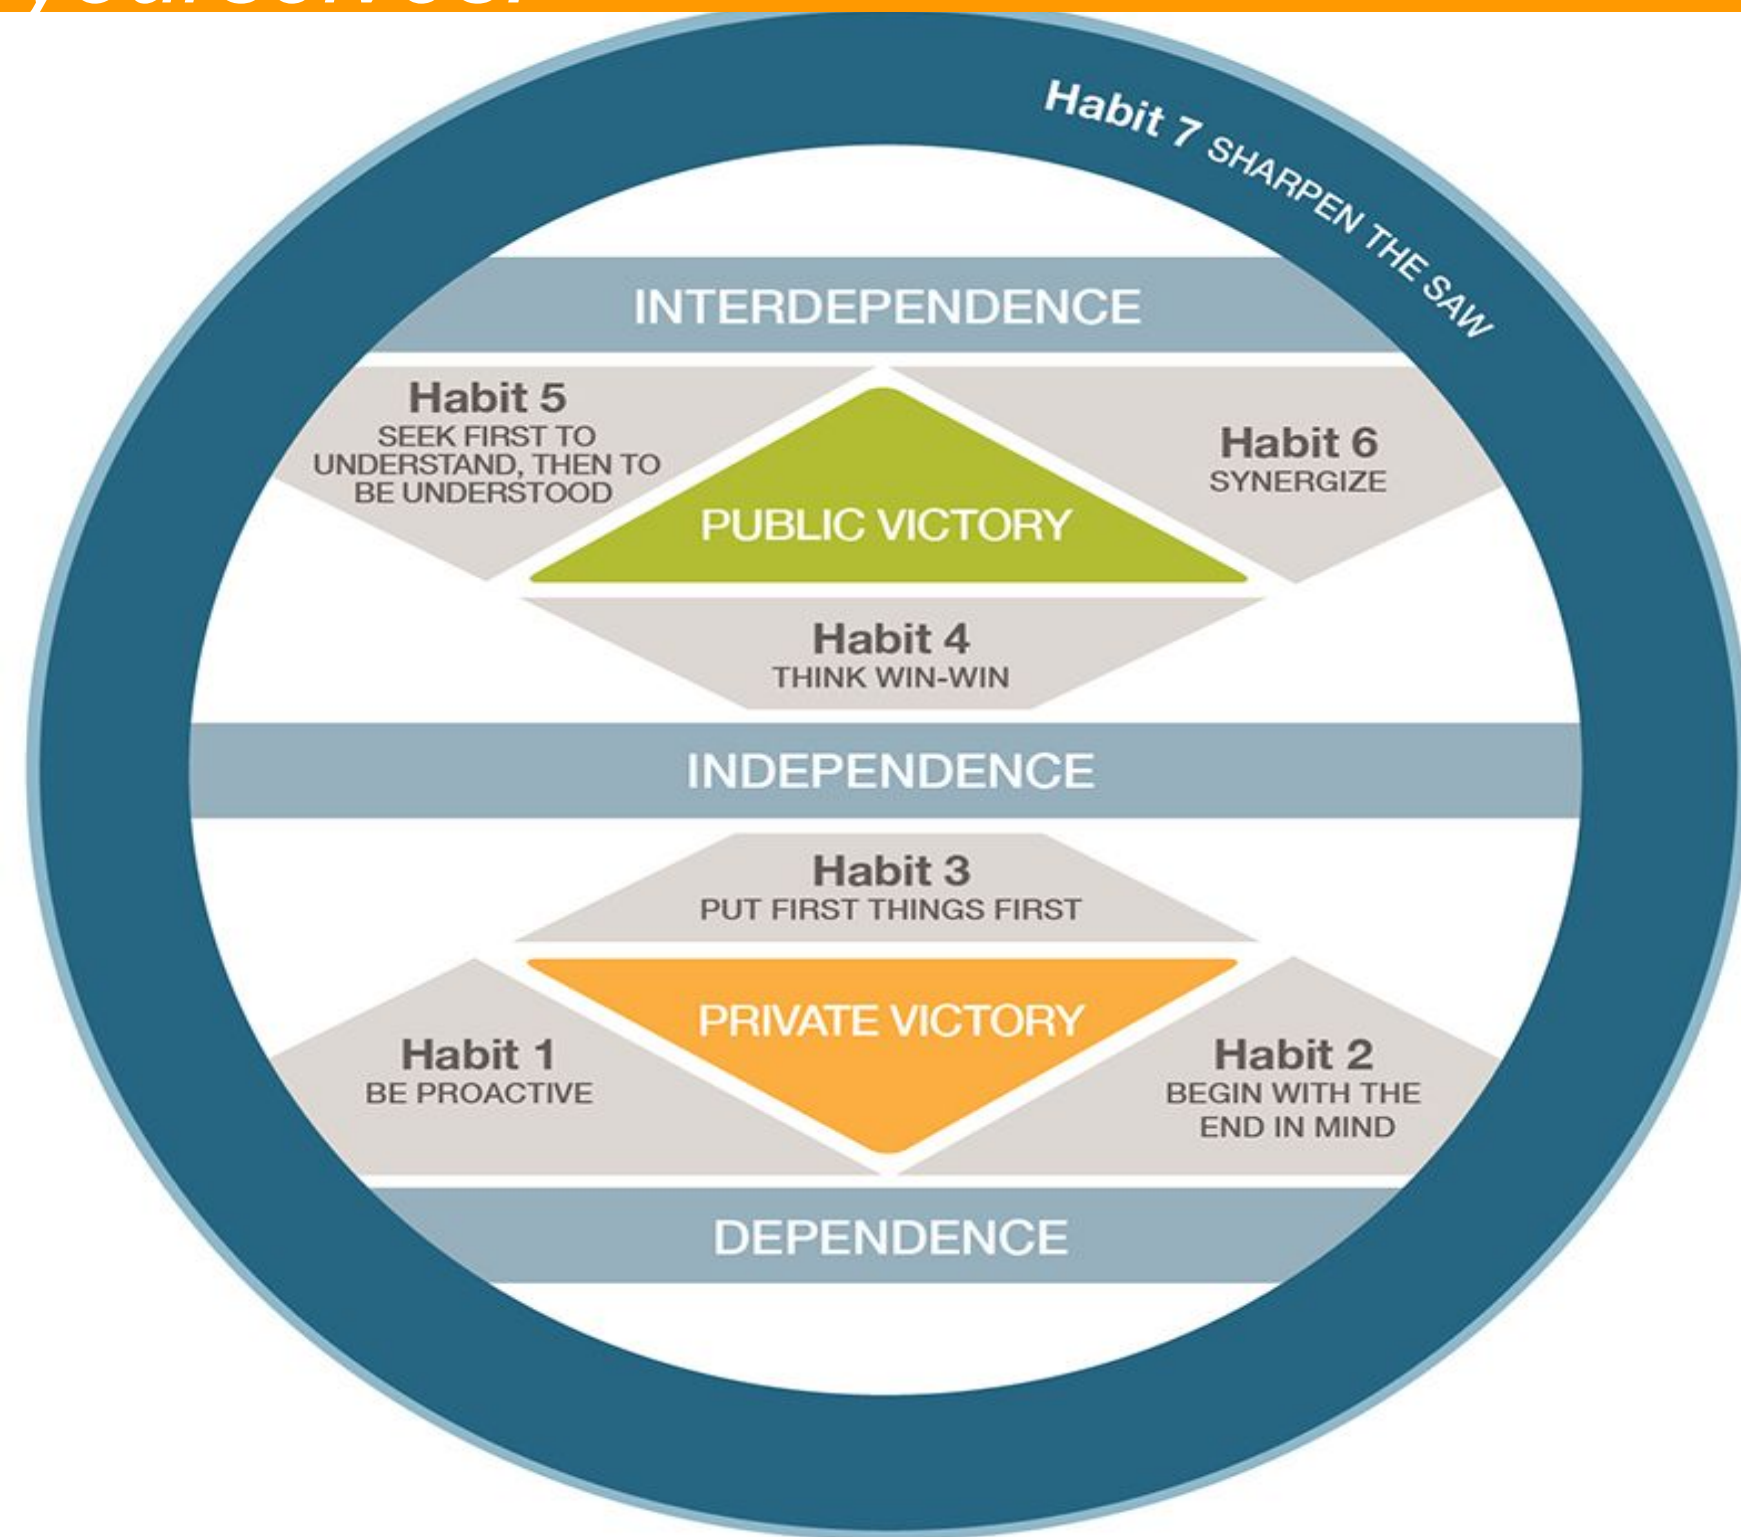 Habit 7 SHARPEN THE SAW
INTERDEPENDENCE
Habit 5
SEEK FIRST TO
UNDERSTAND, THEN TO
BE UNDERSTOOD
Habit 6
SYNERGIZE
PUBLIC VICTORY
Habit 4
THINK WIN-WIN
INDEPENDENCE
Habit 3
PUT FIRST THINGS FIRST
PRIVATE VICTORY
Habit 1
BE PROACTIVE
Habit 2
BEGIN WITH THE
END IN MIND
DEPENDENCE